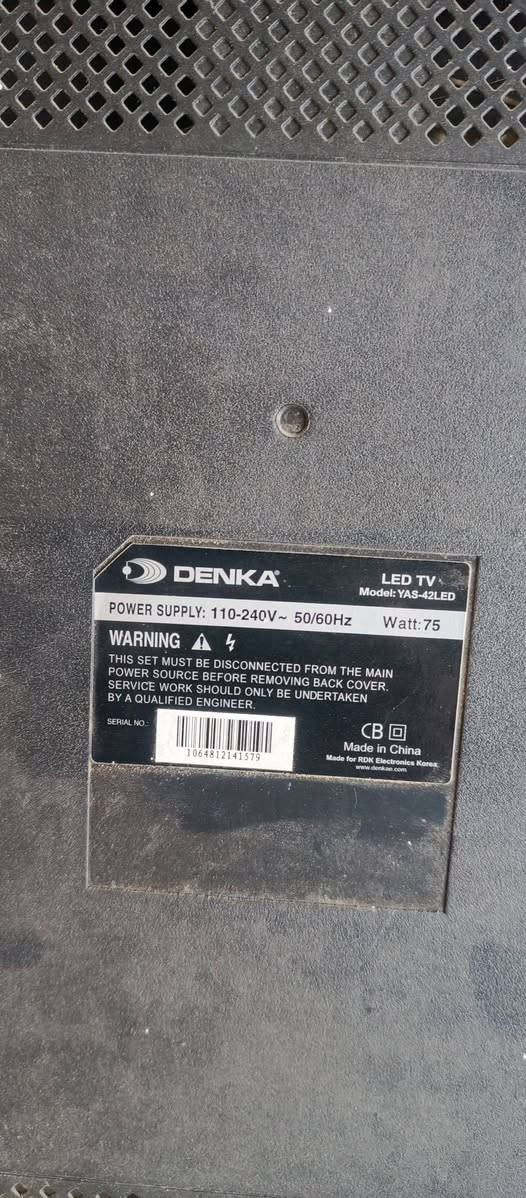 DENKA
LED TV
Model: YAS-42LED
POWER SUPPLY: 110-240V~ 50/60Hz Watt:75
WARNING
THIS SET MUST BE DISCONNECTED FROM THE MAIN
POWER SOURCE BEFORE REMOVING BACK COVER.
SERVICE WORK SHOULD ONLY BE UNDERTAKEN
BY A QUALIFIED ENGINEER.
SERIAL NO.:
1064812141579
CB
Made in China
Made for RDK Electronics Korea
www.denkae.com